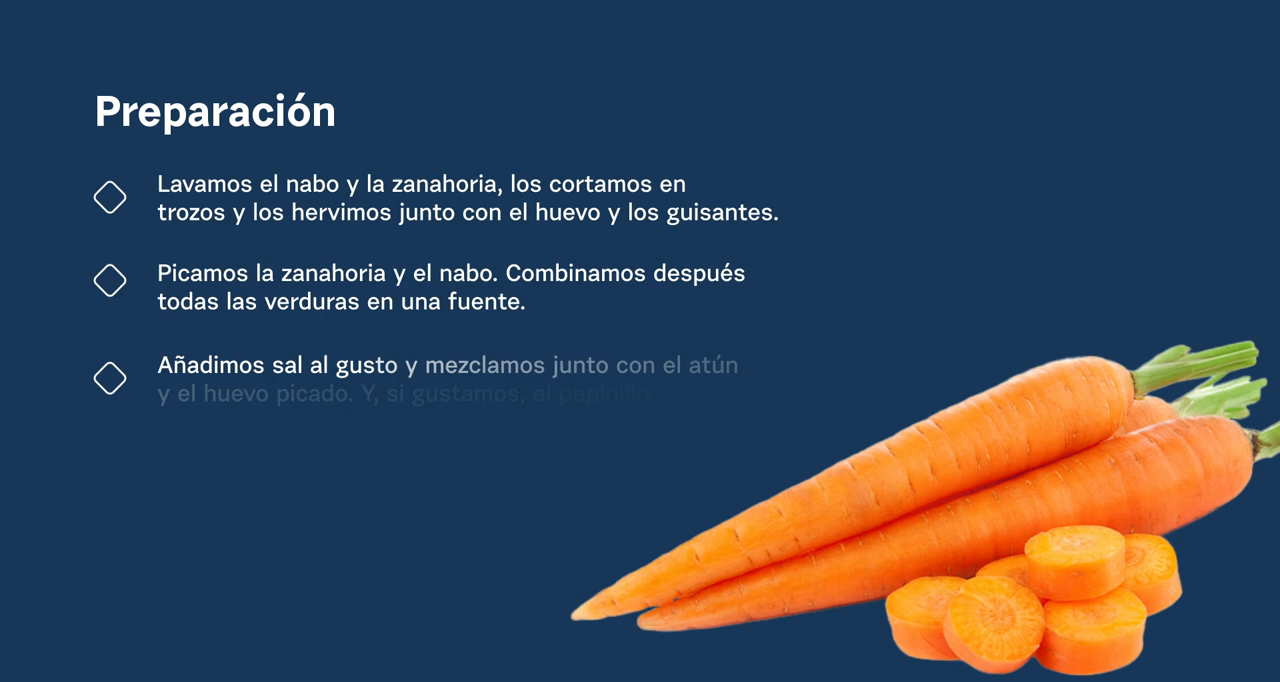 Preparación
Lavamos el nabo y la zanahoria, los cortamos en
trozos y los hervimos junto con el huevo y los guisantes.
Picamos la zanahoria y el nabo. Combinamos después
todas las verduras en una fuente.
Añadimos sal al gusto y mezclamos junto con el atún
y el huevo picado. Y, si gustamos, el pepinillo.